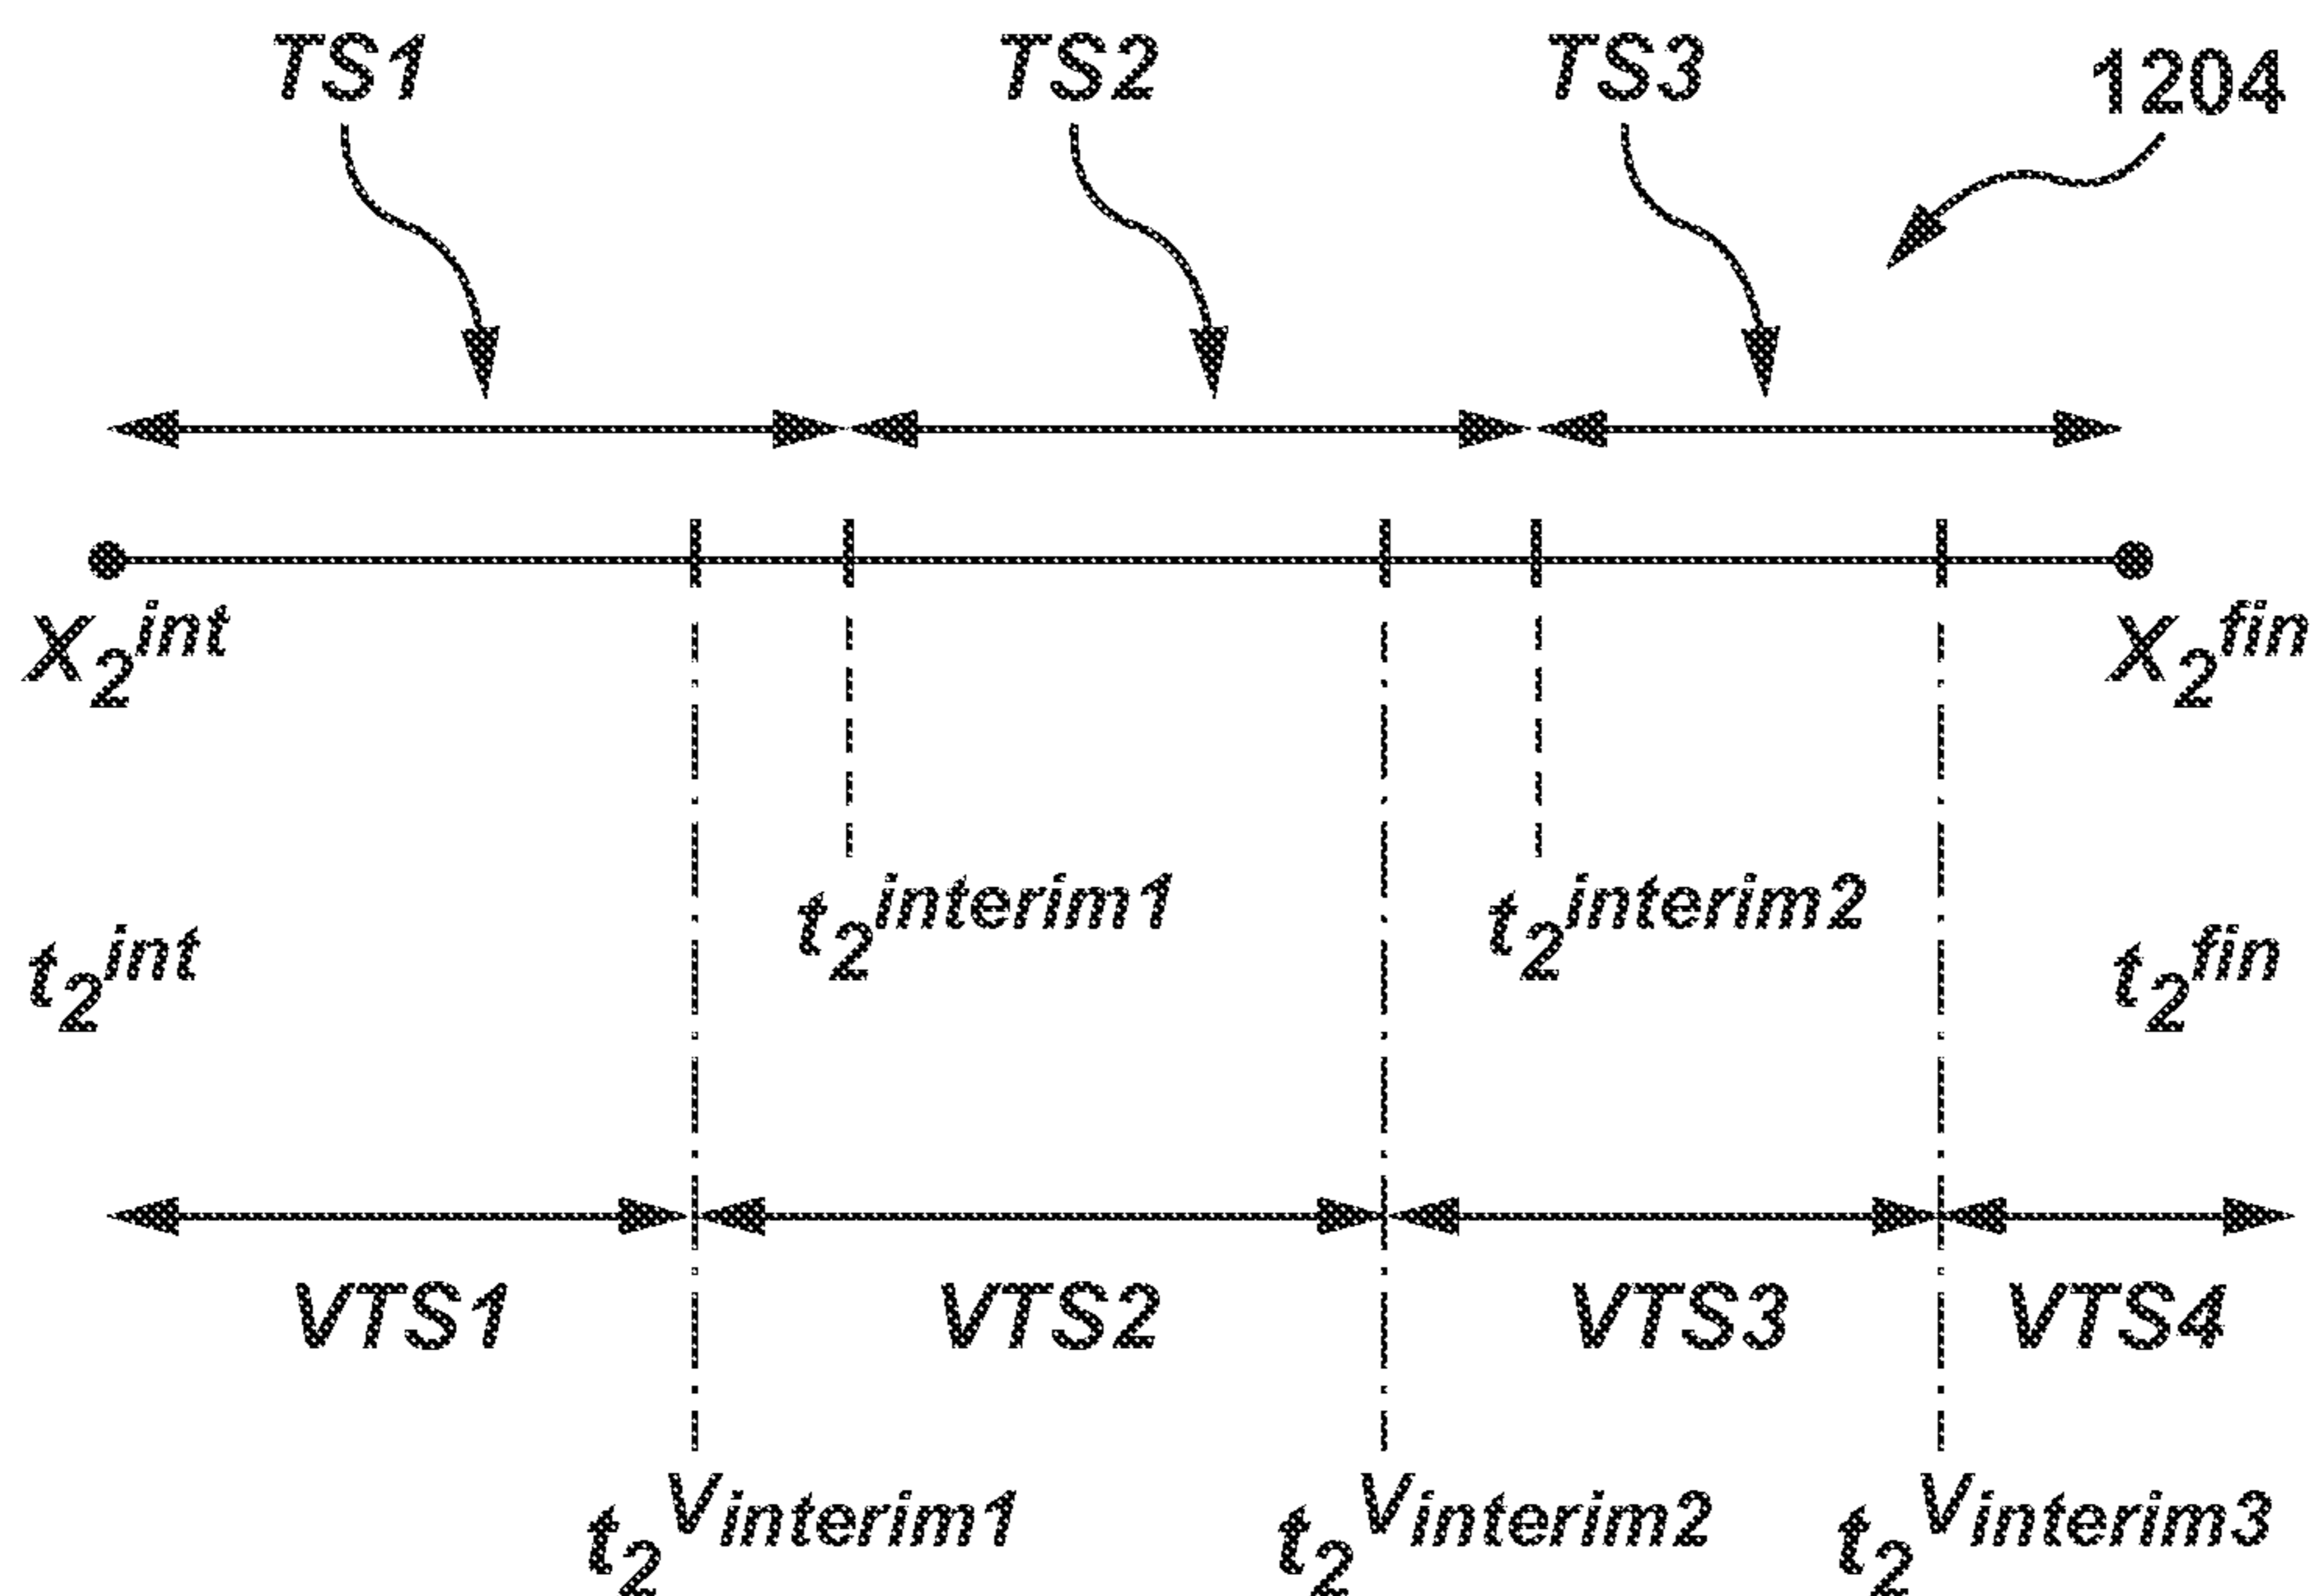 TS1 TS2 TS3 1204
X₂ⁱⁿᵗ X₂ᶠⁱⁿ
t₂ⁱⁿᵗᵉʳⁱᵐ¹ t₂ⁱⁿᵗᵉʳⁱᵐ²
t₂ⁱⁿᵗ t₂ᶠⁱⁿ
VTS1 VTS2 VTS3 VTS4
t₂ⱽⁱⁿᵗᵉʳⁱᵐ¹ t₂ⱽⁱⁿᵗᵉʳⁱᵐ² t₂ⱽⁱⁿᵗᵉʳⁱᵐ³